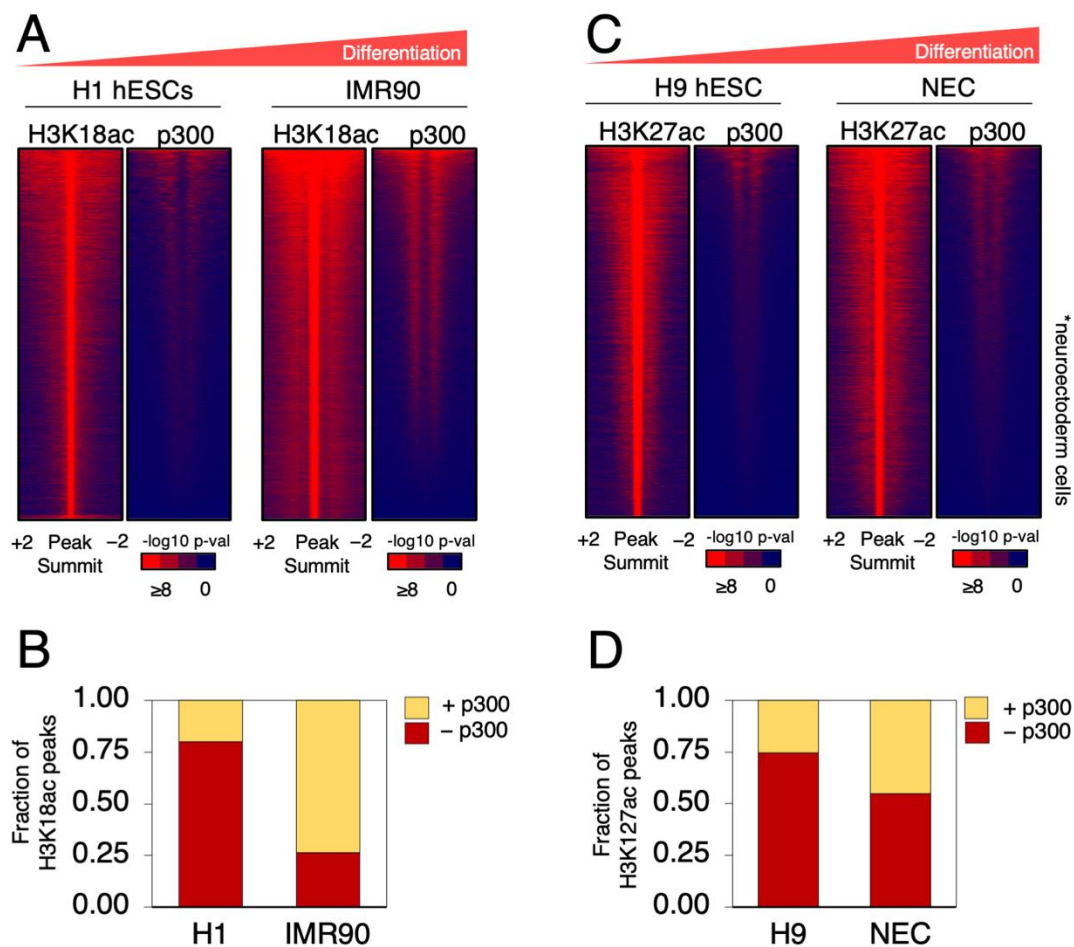 A
Differentiation
H1 hESCs
IMR90
H3K18ac
p300
H3K18ac
p300
+2 Peak −2
Summit
-log10 p-val
≥8 0
+2 Peak −2
Summit
-log10 p-val
≥8 0
C
Differentiation
H9 hESC
NEC
H3K27ac
p300
H3K27ac
p300
*neuroectoderm cells
+2 Peak −2
Summit
-log10 p-val
≥8 0
+2 Peak −2
Summit
-log10 p-val
≥8 0
B
Fraction of
H3K18ac peaks
1.00
0.75
0.50
0.25
0.00
H1
IMR90
+ p300
− p300
D
Fraction of
H3K127ac peaks
1.00
0.75
0.50
0.25
0.00
H9
NEC
+ p300
− p300